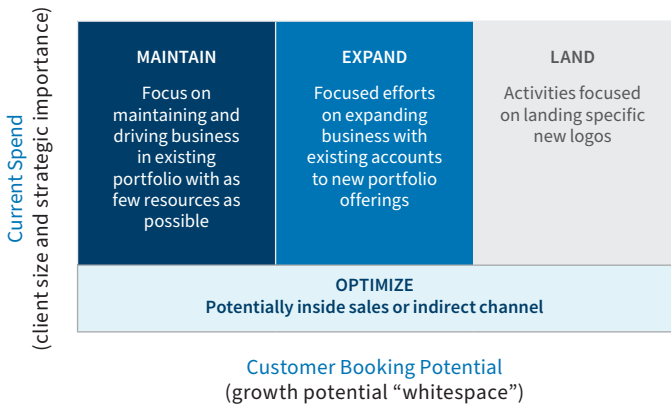 Current Spend
(client size and strategic importance)
MAINTAIN
Focus on
maintaining and
driving business
in existing
portfolio with as
few resources as
possible
EXPAND
Focused efforts
on expanding
business with
existing accounts
to new portfolio
offerings
LAND
Activities focused
on landing specific
new logos
OPTIMIZE
Potentially inside sales or indirect channel
Customer Booking Potential
(growth potential “whitespace”)